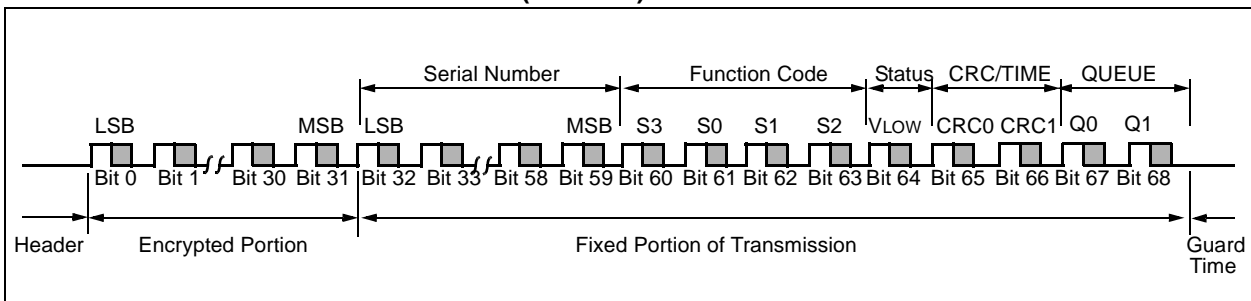 Serial Number Function Code Status CRC/TIME QUEUE
LSB MSB LSB MSB S3 S0 S1 S2 VLOW CRC0 CRC1 Q0 Q1
Bit 0 Bit 1 Bit 30 Bit 31 Bit 32 Bit 33 Bit 58 Bit 59 Bit 60 Bit 61 Bit 62 Bit 63 Bit 64 Bit 65 Bit 66 Bit 67 Bit 68
Header Encrypted Portion Fixed Portion of Transmission Guard
Time